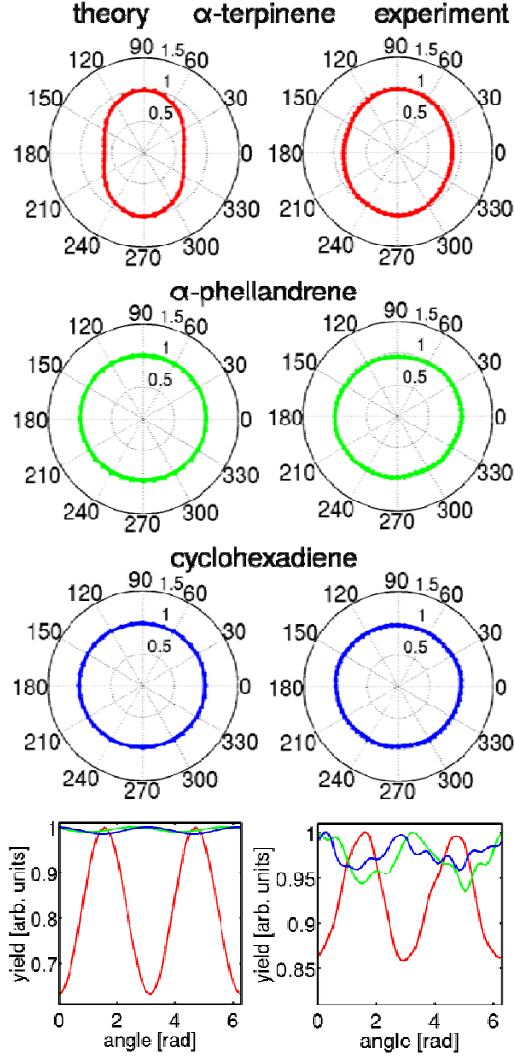 theory α-terpinene experiment
90 1.5 90 1.5
120 60 120 60
1 1
150 30 150 30
0.5 0.5
180 0 180 0
210 330 210 330
240 300 240 300
270 270
α-phellandrene
90 1.5 90 1.5
120 60 120 60
1 1
150 30 150 30
0.5 0.5
180 0 180 0
210 330 210 330
240 300 240 300
270 270
cyclohexadiene
90 1.5 90 1.5
120 60 120 60
1 1
150 30 150 30
0.5 0.5
180 0 180 0
210 330 210 330
240 300 240 300
270 270
yield [arb. units]
1
0.9
0.8
0.7
0 2 4 6
angle [rad]
yield [arb. units]
1
0.95
0.9
0.85
0 2 4 6
angle [rad]